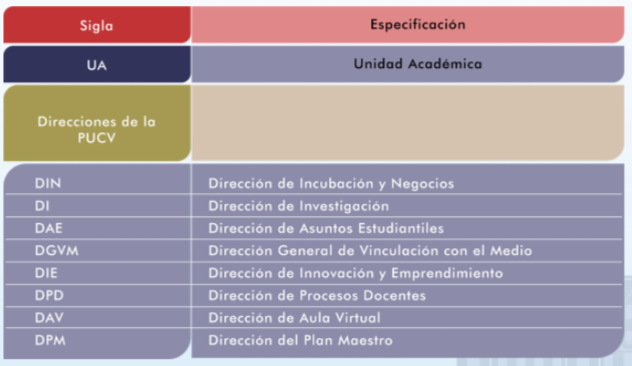 Sigla Especificación
UA Unidad Académica
Direcciones de la
PUCV
DIN Dirección de Incubación y Negocios
DI Dirección de Investigación
DAE Dirección de Asuntos Estudiantiles
DGVM Dirección General de Vinculación con el Medio
DIE Dirección de Innovación y Emprendimiento
DPD Dirección de Procesos Docentes
DAV Dirección de Aula Virtual
DPM Dirección del Plan Maestro